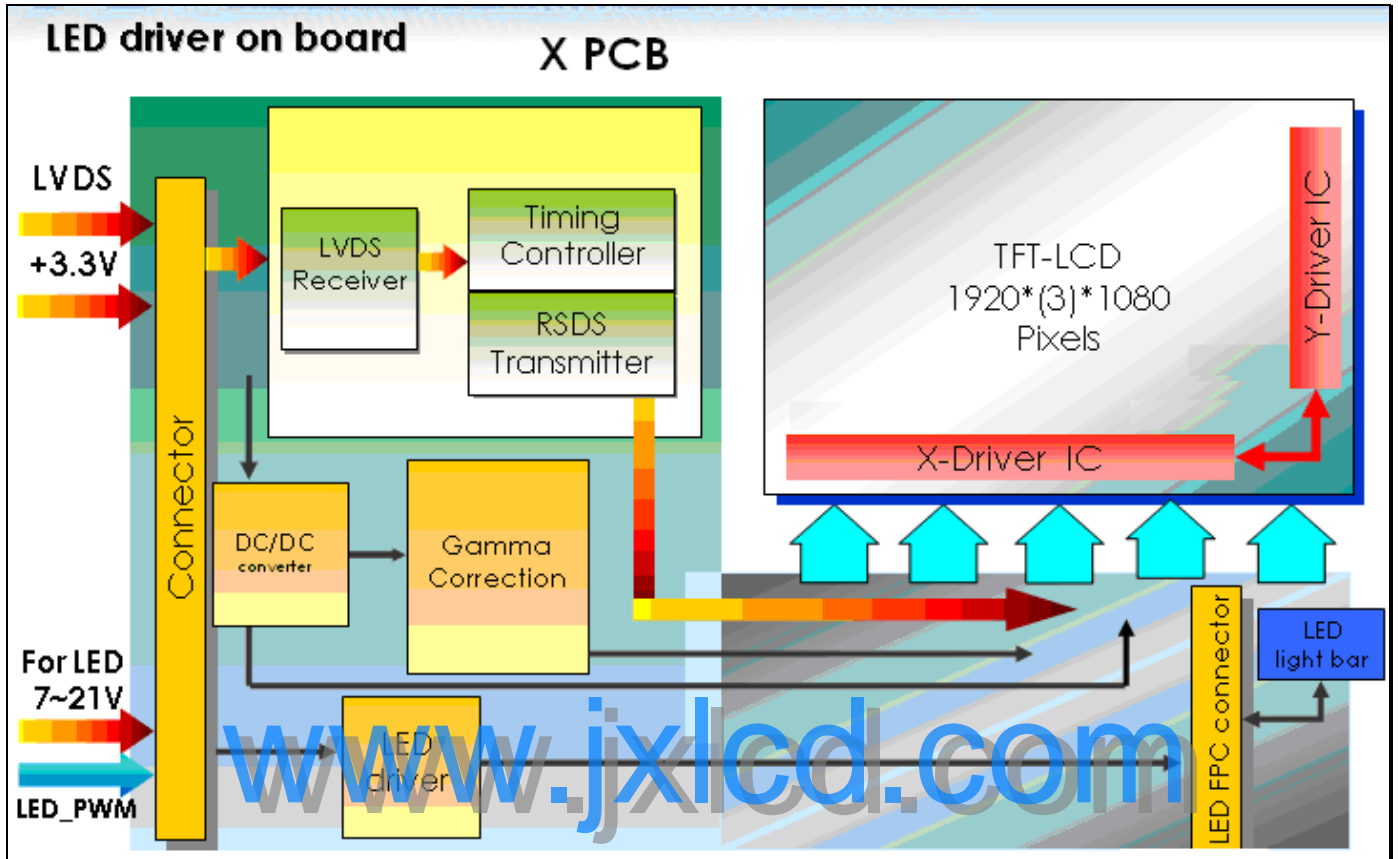 LED driver on board
X PCB
LVDS
+3.3V
For LED
7~21V
LED_PWM
Connector
LVDS
Receiver
Timing
Controller
RSDS
Transmitter
DC/DC
converter
Gamma
Correction
LED
driver
TFT-LCD
1920*(3)*1080
Pixels
Y-Driver IC
X-Driver IC
LED FPC connector
LED
light bar
www.jxlcd.com